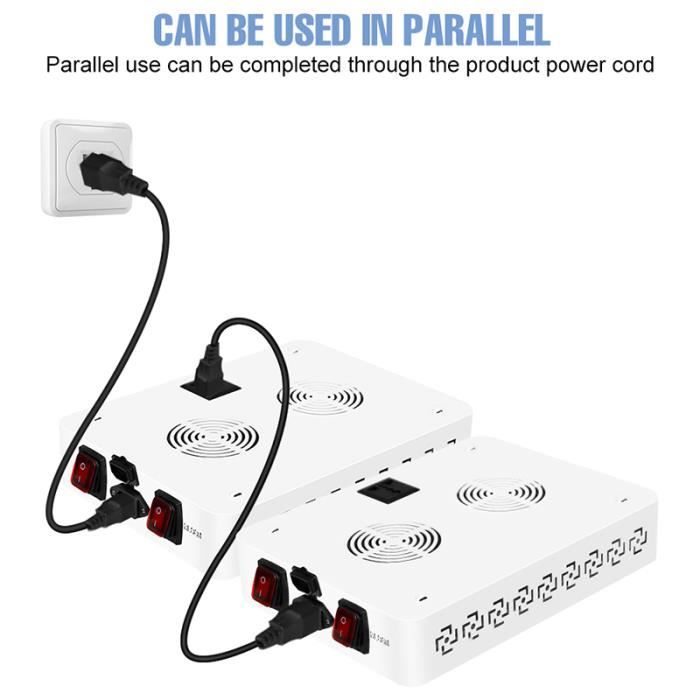 CAN BE USED IN PARALLEL
Parallel use can be completed through the product power cord